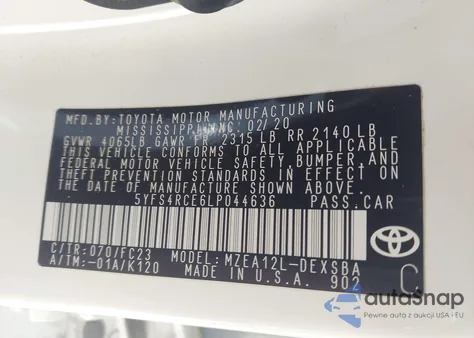 MFD. BY: TOYOTA MOTOR MANUFACTURING
MISSISSIPPI, INC. 02/20
GVWR 4065LB GAWR FR 2315 LB RR 2140 LB
THIS VEHICLE CONFORMS TO ALL APPLICABLE
FEDERAL MOTOR VEHICLE SAFETY, BUMPER, AND
THEFT PREVENTION STANDARDS IN EFFECT ON
THE DATE OF MANUFACTURE SHOWN ABOVE.
5YFS4RCE6LP044636 PASS.CAR
C/TR: 070/FC23 MODEL: MZEA12L-DEXSBA
A/TM: -01A/K120 MADE IN U.S.A. 902
TOYOTA
C
autoSnap
Dostawcy aukcji z USA i EU